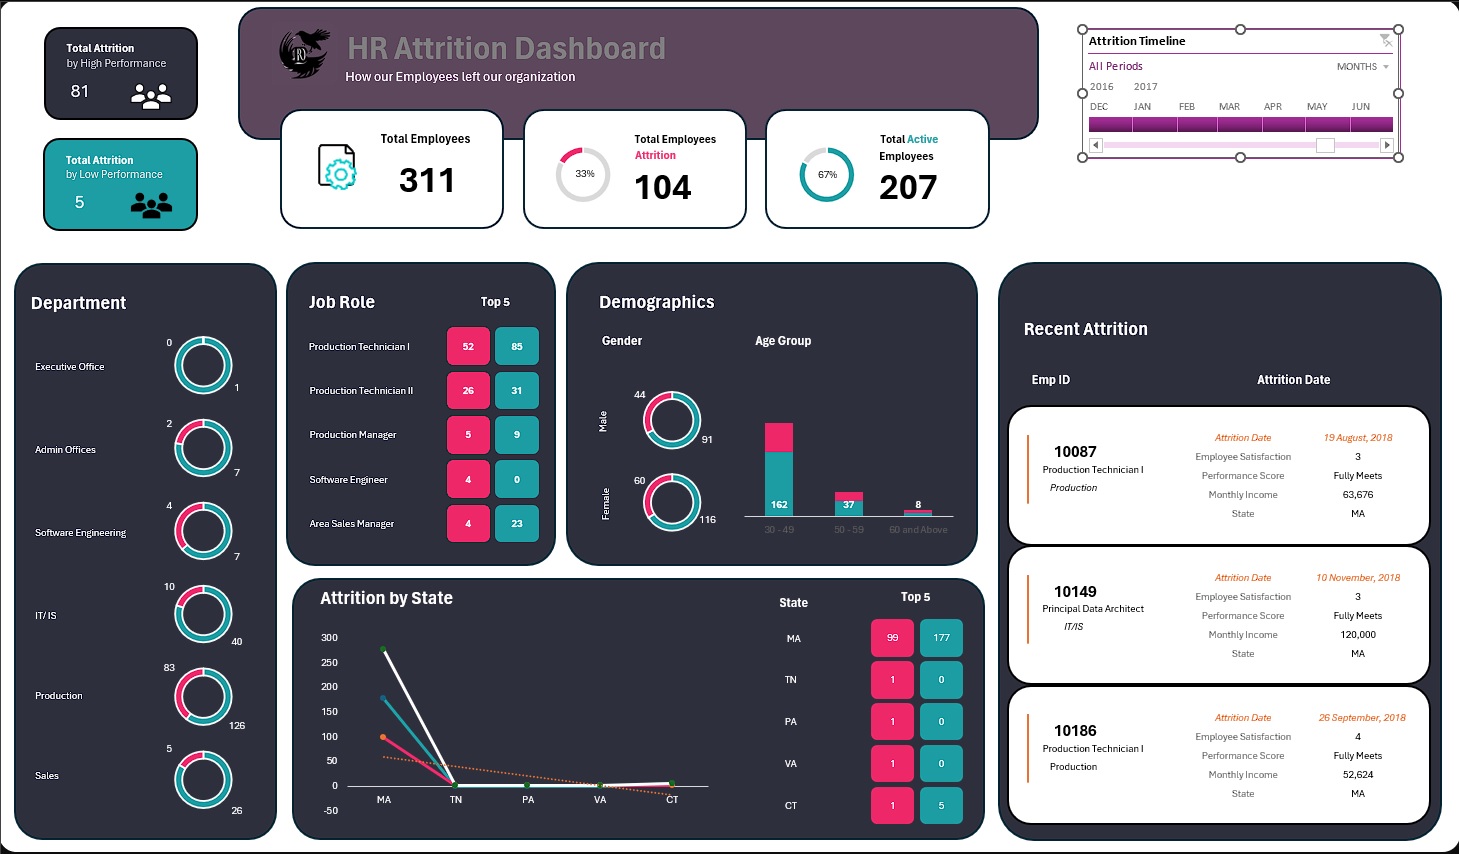 Total Attrition
by High Performance
81
Total Attrition
by Low Performance
5
HR Attrition Dashboard
How our Employees left our organization
Total Employees
311
Total Employees
Attrition
33%
104
Total Active
Employees
67%
207
Attrition Timeline
All Periods
MONTHS
2016 2017
DEC JAN FEB MAR APR MAY JUN
Department
Executive Office
0
1
Admin Offices
2
7
Software Engineering
4
7
IT/ IS
10
40
Production
83
126
Sales
5
26
Job Role Top 5
Production Technician I 52 85
Production Technician II 26 31
Production Manager 5 9
Software Engineer 4 0
Area Sales Manager 4 23
Demographics
Gender
Male
44
91
Female
60
116
Age Group
162 37 8
30 - 49 50 - 59 60 and Above
Attrition by State
300
250
200
150
100
50
0
-50
MA TN PA VA CT
State Top 5
MA 99 177
TN 1 0
PA 1 0
VA 1 0
CT 1 5
Recent Attrition
Emp ID Attrition Date
10087
Production Technician I
Production
Attrition Date 19 August, 2018
Employee Satisfaction 3
Performance Score Fully Meets
Monthly Income 63,676
State MA
10149
Principal Data Architect
IT/IS
Attrition Date 10 November, 2018
Employee Satisfaction 3
Performance Score Fully Meets
Monthly Income 120,000
State MA
10186
Production Technician I
Production
Attrition Date 26 September, 2018
Employee Satisfaction 4
Performance Score Fully Meets
Monthly Income 52,624
State MA